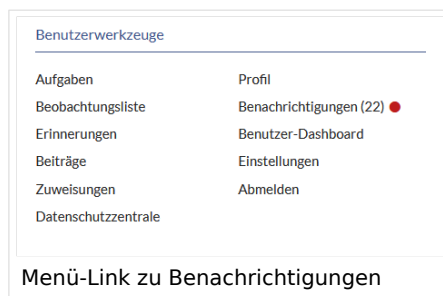 Benutzerwerkzeuge
Aufgaben
Beobachtungsliste
Erinnerungen
Beiträge
Zuweisungen
Datenschutzzentrale
Profil
Benachrichtigungen (22)
Benutzer-Dashboard
Einstellungen
Abmelden
Menü-Link zu Benachrichtigungen